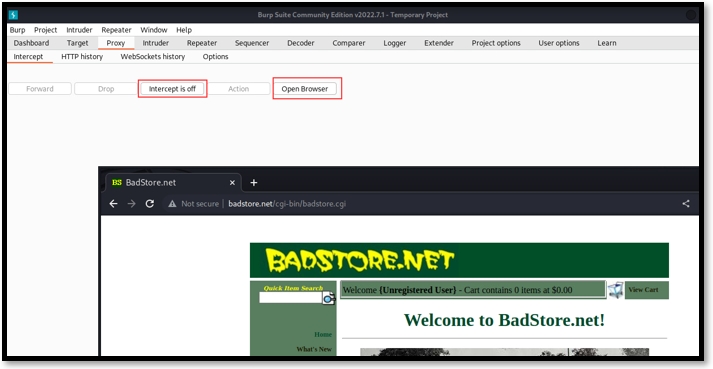 Burp Suite Community Edition v2022.7.1 - Temporary Project
Burp Project Intruder Repeater Window Help
Dashboard Target Proxy Intruder Repeater Sequencer Decoder Comparer Logger Extender Project options User options Learn
Intercept HTTP history WebSockets history Options
Forward Drop Intercept is off Action Open Browser
BS BadStore.net
Not secure badstore.net/cgi-bin/badstore.cgi
BADSTORE.NET
Quick Item Search
Welcome {Unregistered User} - Cart contains 0 items at $0.00 View Cart
Welcome to BadStore.net!
Home
What's New